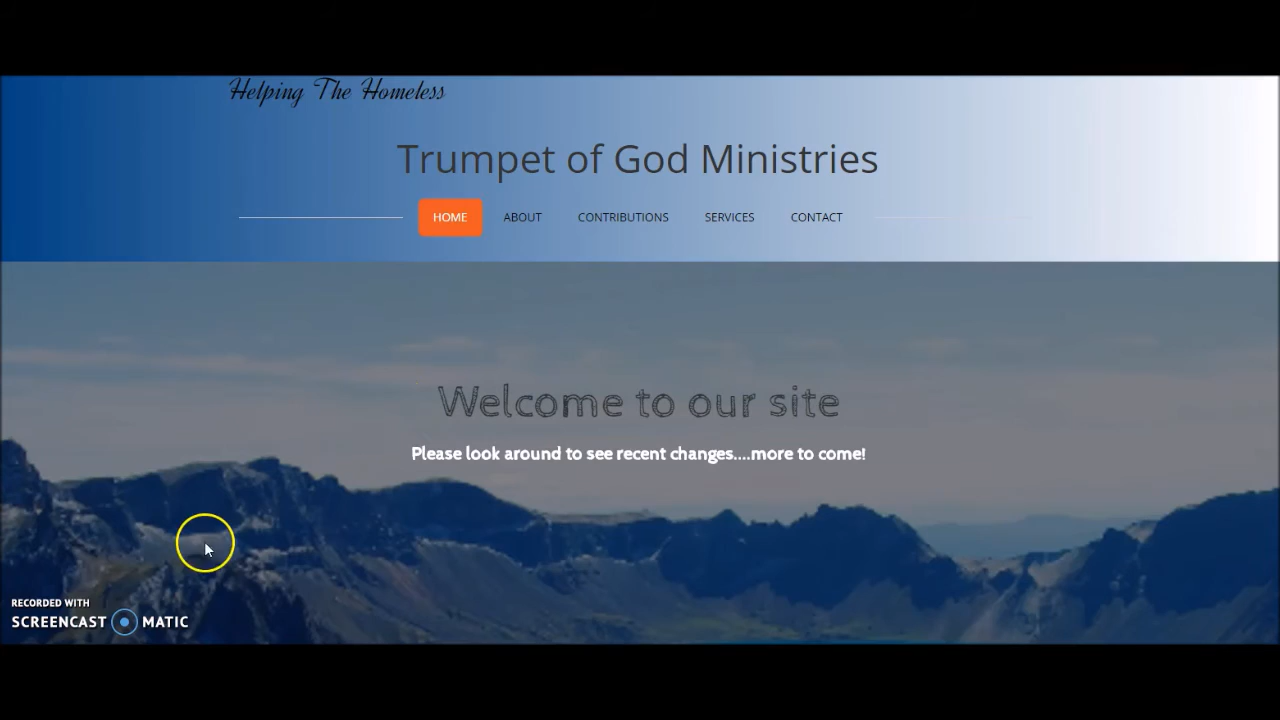 Helping The Homeless
Trumpet of God Ministries
HOME ABOUT CONTRIBUTIONS SERVICES CONTACT
Welcome to our site
Please look around to see recent changes....more to come!
RECORDED WITH
SCREENCAST MATIC